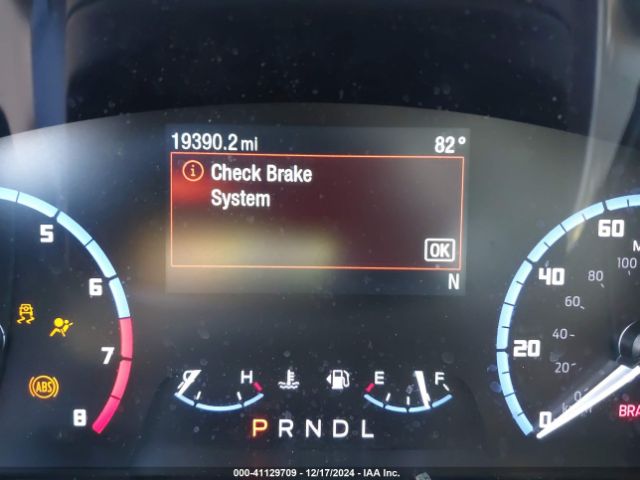 19390.2 mi 82°
Check Brake
System
OK
N
5
6
7
8
ABS
C H
E F
P R N D L
60
40
20
0
100
80
60
40
20
0
000-41129709 – 12/17/2024 – IAA Inc.